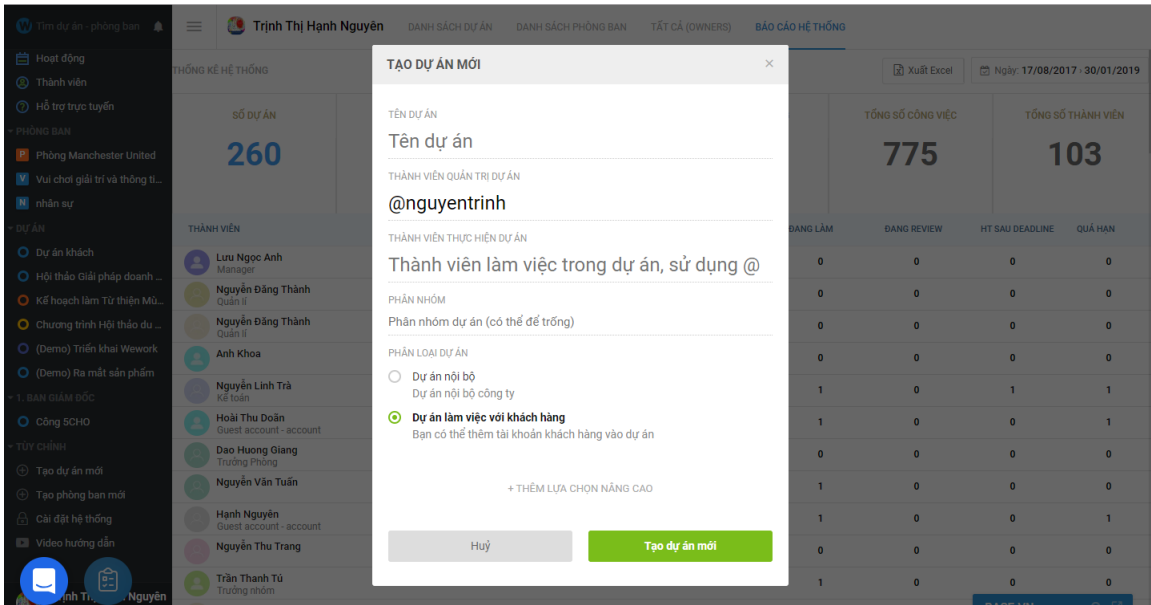 Tìm dự án - phòng ban
Trịnh Thị Hạnh Nguyên
DANH SÁCH DỰ ÁN
DANH SÁCH PHÒNG BAN
TẤT CẢ (OWNERS)
BÁO CÁO HỆ THỐNG
Hoạt động
Thành viên
Hỗ trợ trực tuyến
PHÒNG BAN
Phòng Manchester United
Vui chơi giải trí và thông ti...
nhân sự
DỰ ÁN
Dự án khách
Hội thảo Giải pháp doanh ...
Kế hoạch làm Từ thiện Mù...
Chương trình Hội thảo du ...
(Demo) Triển khai Wework
(Demo) Ra mắt sản phẩm
1. BAN GIÁM ĐỐC
Công 5CHO
TÙY CHỈNH
Tạo dự án mới
Tạo phòng ban mới
Cài đặt hệ thống
Video hướng dẫn
Nguyên
THỐNG KÊ HỆ THỐNG
Xuất Excel
Ngày: 17/08/2017 - 30/01/2019
SỐ DỰ ÁN
260
TỔNG SỐ CÔNG VIỆC
775
TỔNG SỐ THÀNH VIÊN
103
THÀNH VIÊN
ĐANG LÀM
ĐANG REVIEW
HT SAU DEADLINE
QUÁ HẠN
Lưu Ngọc Anh
Manager
0 0 0 0
Nguyễn Đăng Thành
Quản lí
0 0 0 0
Nguyễn Đăng Thành
Quản lí
0 0 0 0
Anh Khoa
0 0 0 0
Nguyễn Linh Trà
Kế toán
1 0 1 1
Hoài Thu Doãn
Guest account - account
1 0 0 1
Dao Huong Giang
Trưởng Phòng
0 0 0 0
Nguyễn Văn Tuấn
1 0 0 0
Hạnh Nguyên
Guest account - account
1 0 0 1
Nguyễn Thu Trang
0 0 0 0
Trần Thanh Tú
Trưởng nhóm
1 0 0 0
TẠO DỰ ÁN MỚI
TÊN DỰ ÁN
Tên dự án
THÀNH VIÊN QUẢN TRỊ DỰ ÁN
@nguyentrinh
THÀNH VIÊN THỰC HIỆN DỰ ÁN
Thành viên làm việc trong dự án, sử dụng @
PHÂN NHÓM
Phân nhóm dự án (có thể để trống)
PHÂN LOẠI DỰ ÁN
Dự án nội bộ
Dự án nội bộ công ty
Dự án làm việc với khách hàng
Bạn có thể thêm tài khoản khách hàng vào dự án
+ THÊM LỰA CHỌN NÂNG CAO
Huỷ
Tạo dự án mới